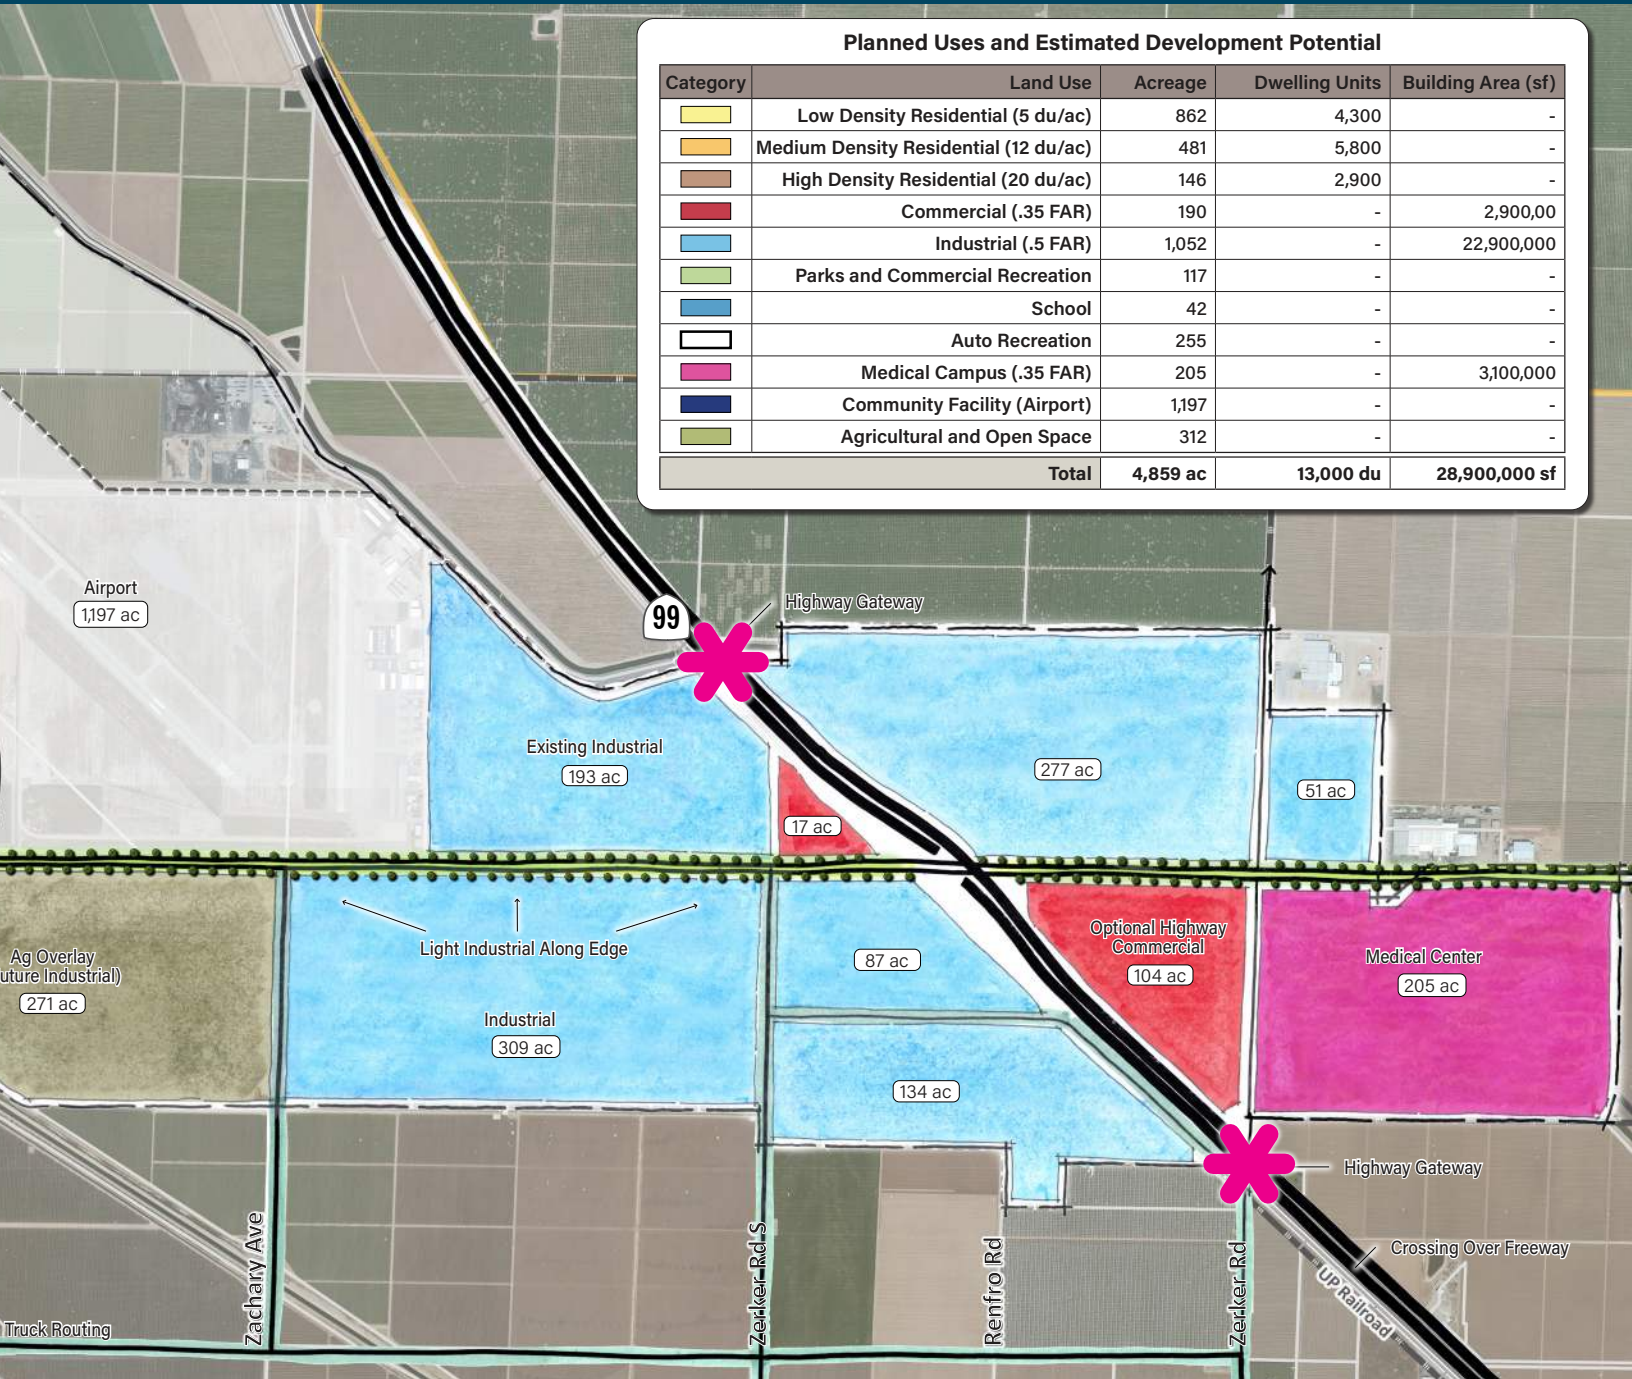 Planned Uses and Estimated Development Potential
Category Land Use Acreage Dwelling Units Building Area (sf)
Low Density Residential (5 du/ac) 862 4,300 -
Medium Density Residential (12 du/ac) 481 5,800 -
High Density Residential (20 du/ac) 146 2,900 -
Commercial (.35 FAR) 190 - 2,900,00
Industrial (.5 FAR) 1,052 - 22,900,000
Parks and Commercial Recreation 117 - -
School 42 - -
Auto Recreation 255 - -
Medical Campus (.35 FAR) 205 - 3,100,000
Community Facility (Airport) 1,197 - -
Agricultural and Open Space 312 - -
Total 4,859 ac 13,000 du 28,900,000 sf
Airport
1,197 ac
99
Highway Gateway
Existing Industrial
193 ac
277 ac
51 ac
17 ac
Light Industrial Along Edge
Ag Overlay
uture Industrial)
271 ac
Industrial
309 ac
87 ac
Optional Highway
Commercial
104 ac
Medical Center
205 ac
134 ac
Highway Gateway
Crossing Over Freeway
UP Railroad
Zachary Ave
Zerker Rd S
Renfro Rd
Zerker Rd
Truck Routing